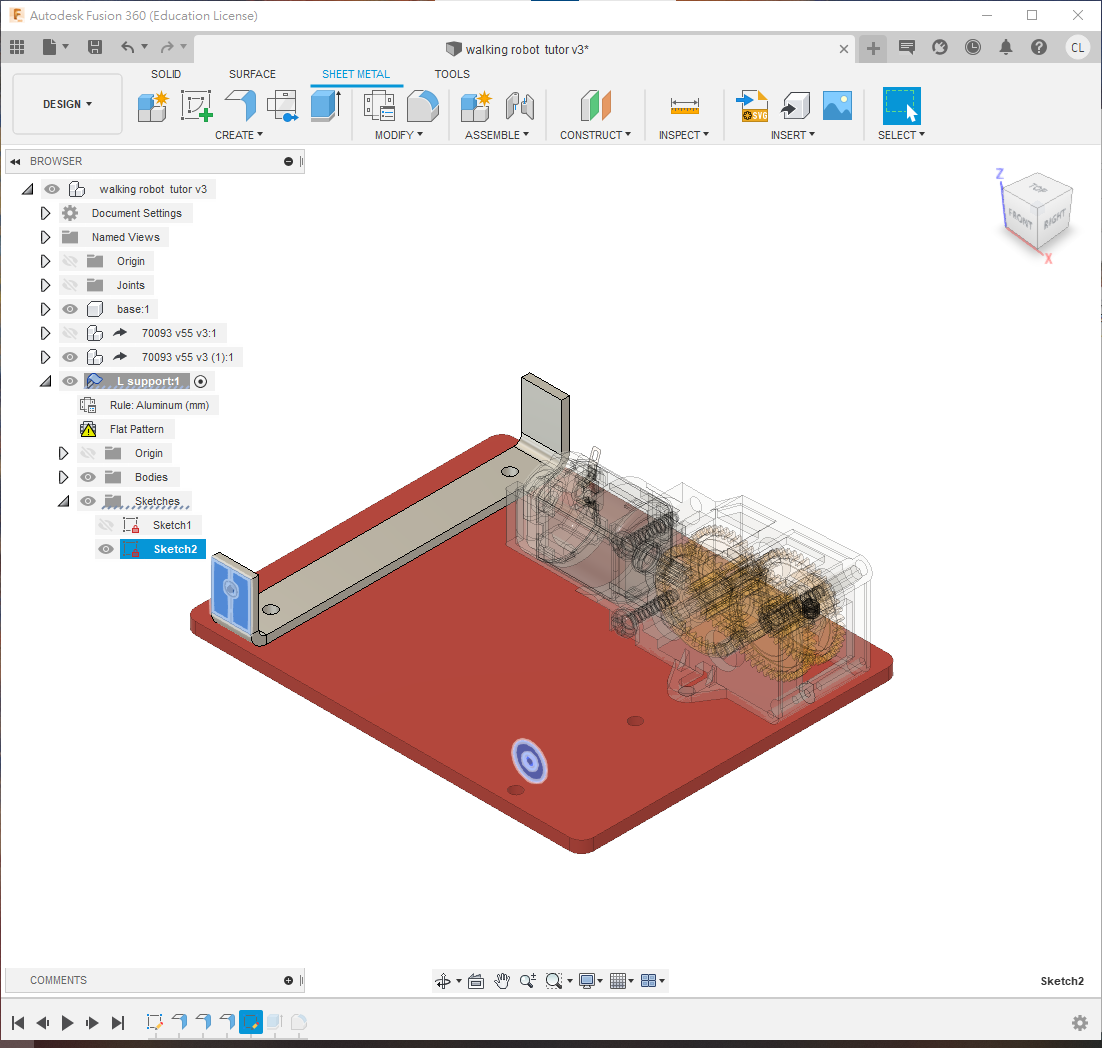 Autodesk Fusion 360 (Education License)
walking robot tutor v3*
CL
DESIGN
SOLID
SURFACE
SHEET METAL
TOOLS
CREATE
MODIFY
ASSEMBLE
CONSTRUCT
INSPECT
SVG
INSERT
SELECT
BROWSER
walking robot tutor v3
Document Settings
Named Views
Origin
Joints
base:1
70093 v55 v3:1
70093 v55 v3 (1):1
L support:1
Rule: Aluminum (mm)
Flat Pattern
Origin
Bodies
Sketches
Sketch1
Sketch2
Z
TOP
FRONT
RIGHT
X
COMMENTS
Sketch2